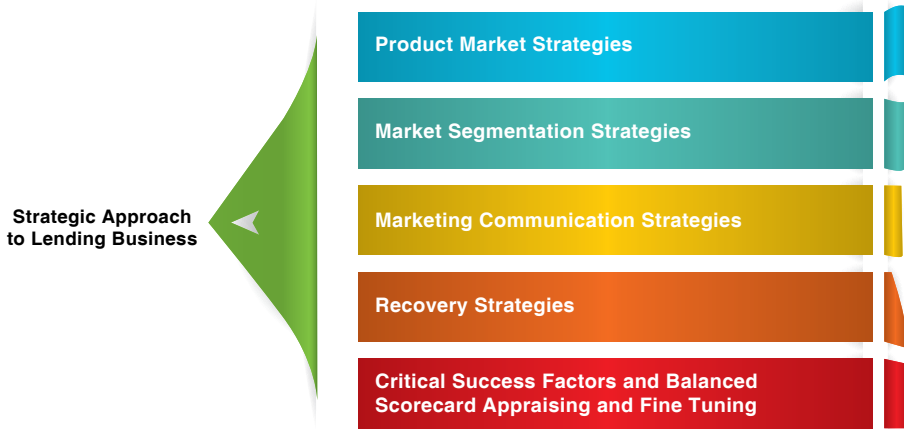 Strategic Approach
to Lending Business
Product Market Strategies
Market Segmentation Strategies
Marketing Communication Strategies
Recovery Strategies
Critical Success Factors and Balanced
Scorecard Appraising and Fine Tuning